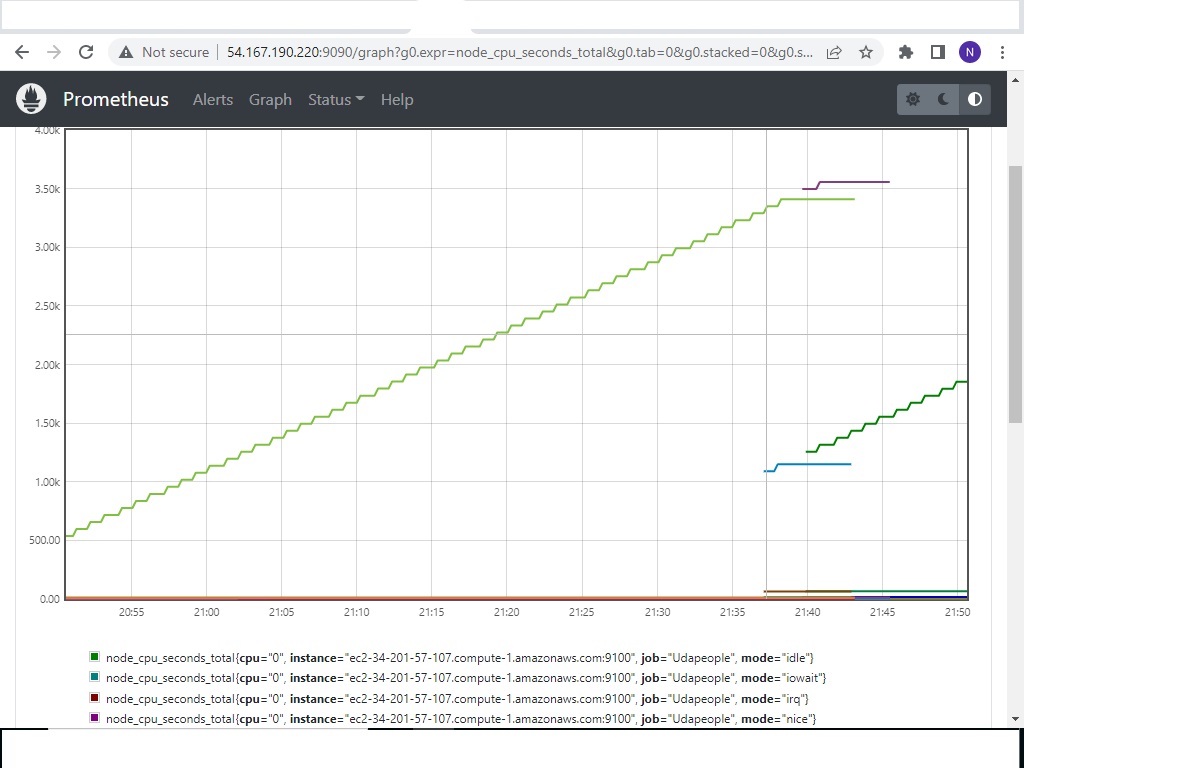 Not secure 54.167.190.220:9090/graph?g0.expr=node_cpu_seconds_total&g0.tab=0&g0.stacked=0&g0.s... N
Prometheus Alerts Graph Status Help
4.00k
3.50k
3.00k
2.50k
2.00k
1.50k
1.00k
500.00
0.00
20:55 21:00 21:05 21:10 21:15 21:20 21:25 21:30 21:35 21:40 21:45 21:50
node_cpu_seconds_total{cpu="0", instance="ec2-34-201-57-107.compute-1.amazonaws.com:9100", job="Udapeople", mode="idle"}
node_cpu_seconds_total{cpu="0", instance="ec2-34-201-57-107.compute-1.amazonaws.com:9100", job="Udapeople", mode="iowait"}
node_cpu_seconds_total{cpu="0", instance="ec2-34-201-57-107.compute-1.amazonaws.com:9100", job="Udapeople", mode="irq"}
node_cpu_seconds_total{cpu="0", instance="ec2-34-201-57-107.compute-1.amazonaws.com:9100", job="Udapeople", mode="nice"}